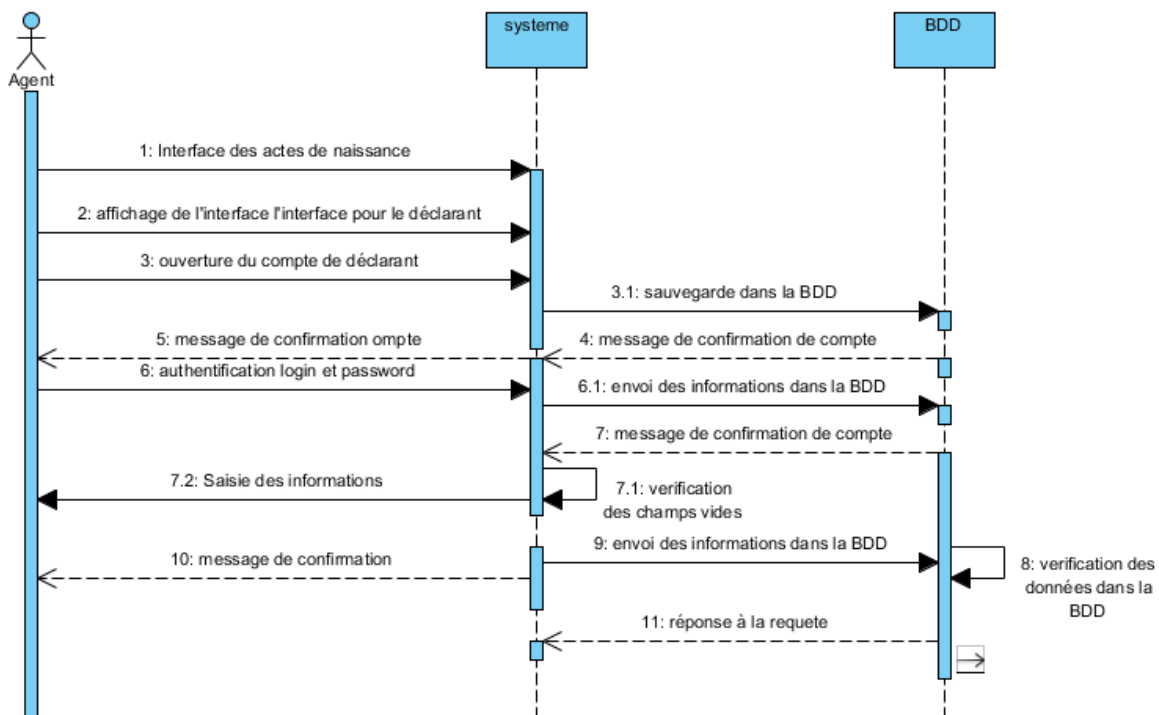 systeme
BDD
Agent
1: Interface des actes de naissance
2: affichage de l'interface l'interface pour le déclarant
3: ouverture du compte de déclarant
3.1: sauvegarde dans la BDD
5: message de confirmation ompte
4: message de confirmation de compte
6: authentification login et password
6.1: envoi des informations dans la BDD
7: message de confirmation de compte
7.2: Saisie des informations
7.1: verification
des champs vides
9: envoi des informations dans la BDD
10: message de confirmation
8: verification des
données dans la
BDD
11: réponse à la requete